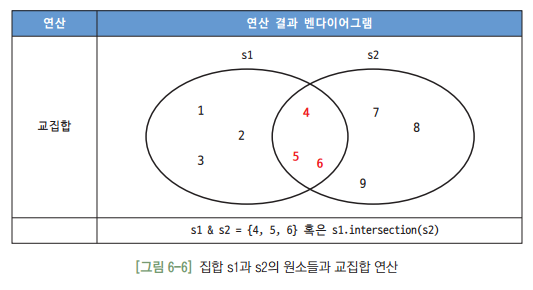 연산
연산 결과 벤다이어그램
교집합
s1
s2
1
2
3
4
5
6
7
8
9
s1 & s2 = {4, 5, 6} 혹은 s1.intersection(s2)
[그림 6-6] 집합 s1과 s2의 원소들과 교집합 연산